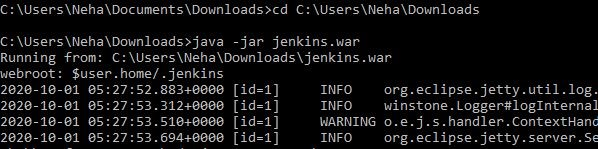 C:\Users\Neha\Documents\Downloads>cd C:\Users\Neha\Downloads
C:\Users\Neha\Downloads>java -jar jenkins.war
Running from: C:\Users\Neha\Downloads\jenkins.war
webroot: $user.home/.jenkins
2020-10-01 05:27:52.883+0000 [id=1] INFO org.eclipse.jetty.util.log.
2020-10-01 05:27:53.312+0000 [id=1] INFO winstone.Logger#logInternal
2020-10-01 05:27:53.510+0000 [id=1] WARNING o.e.j.s.handler.ContextHand
2020-10-01 05:27:53.694+0000 [id=1] INFO org.eclipse.jetty.server.Se